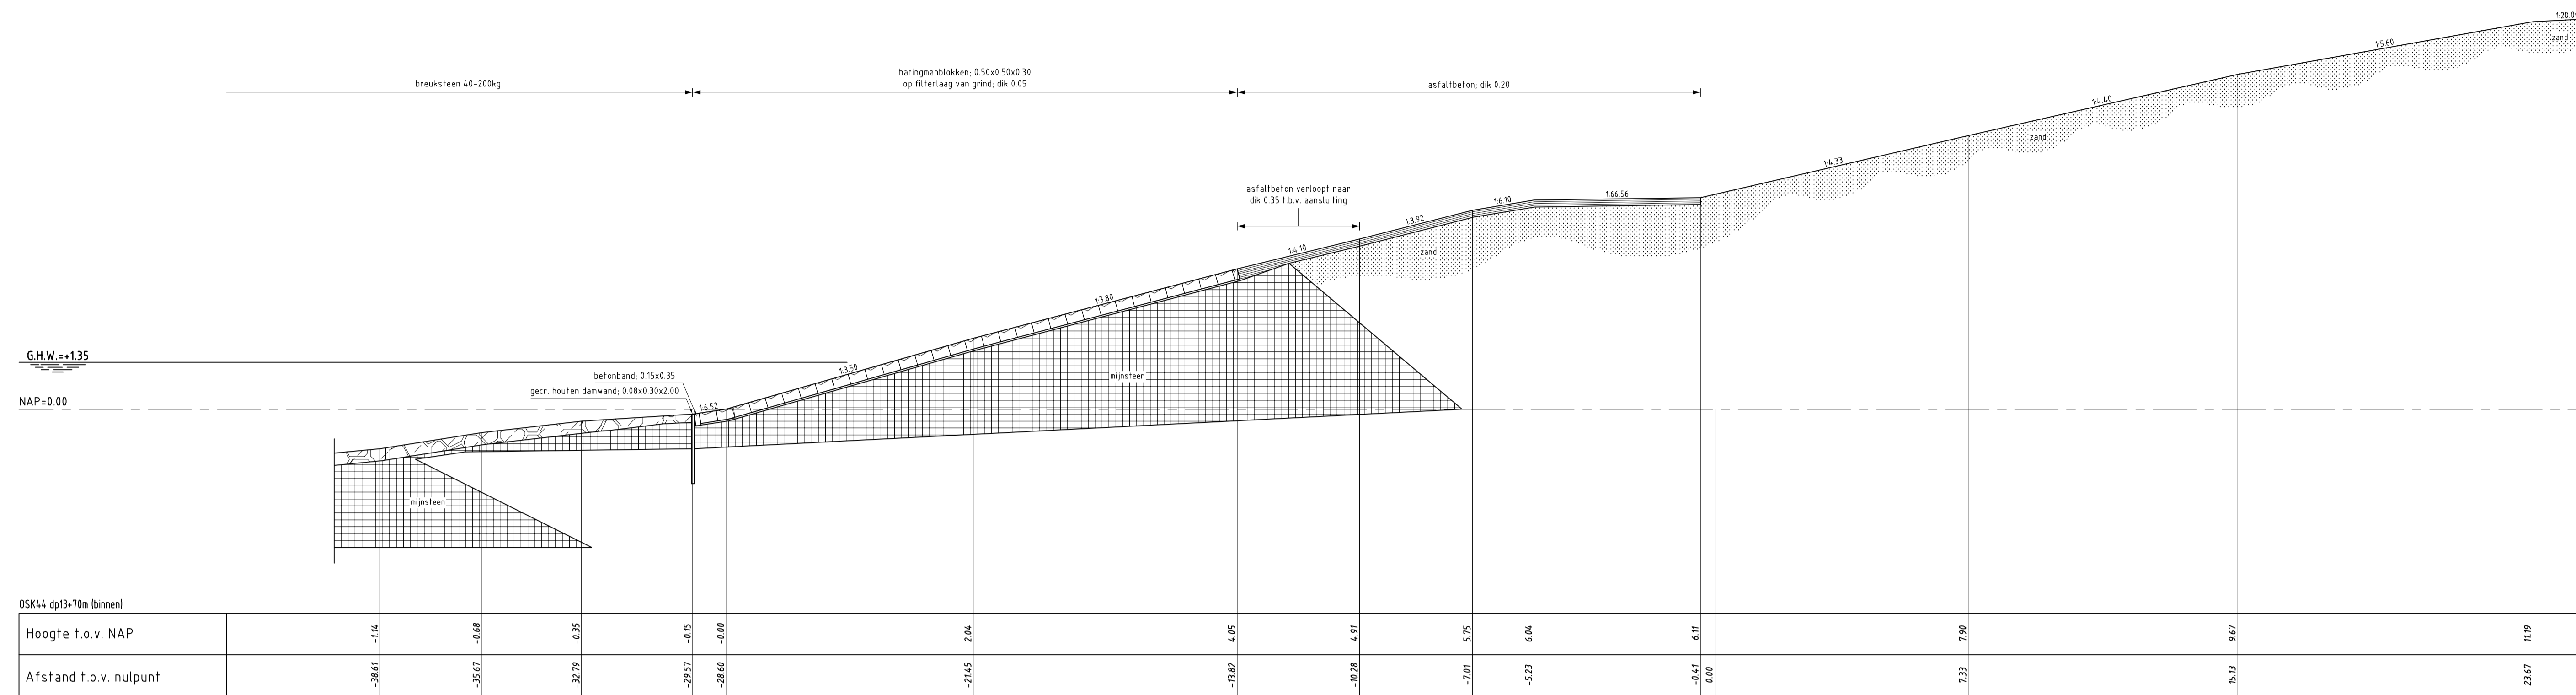 1:20.0
zand
1:5.60
haringmanblokken; 0.50x0.50x0.30
op filterlaag van grind; dik 0.05
breuksteen 40-200kg
asfaltbeton; dik 0.20
1:4.40
zand
1:4.33
asfaltbeton verloopt naar
dik 0.35 t.b.v. aansluiting
1:66.56
1:6.10
1:3.92
1:4.10
zand
1:3.80
G.H.W.=+1.35
1:3.50
betonband; 0.15x0.35
mijnsteen
gecr. houten damwand; 0.08x0.30x2.00
NAP=0.00
1:6.52
mijnsteen
OSK44 dp13+70m (binnen)
Hoogte t.o.v. NAP -1.14 -0.68 -0.35 -0.15 -0.00 2.04 4.05 4.91 5.75 6.04 6.11 7.90 9.67 11.19
Afstand t.o.v. nulpunt -38.61 -35.67 -32.79 -29.57 -28.60 -21.45 -13.82 -10.28 -7.01 -5.23 -0.41 0.00 7.33 15.13 23.67